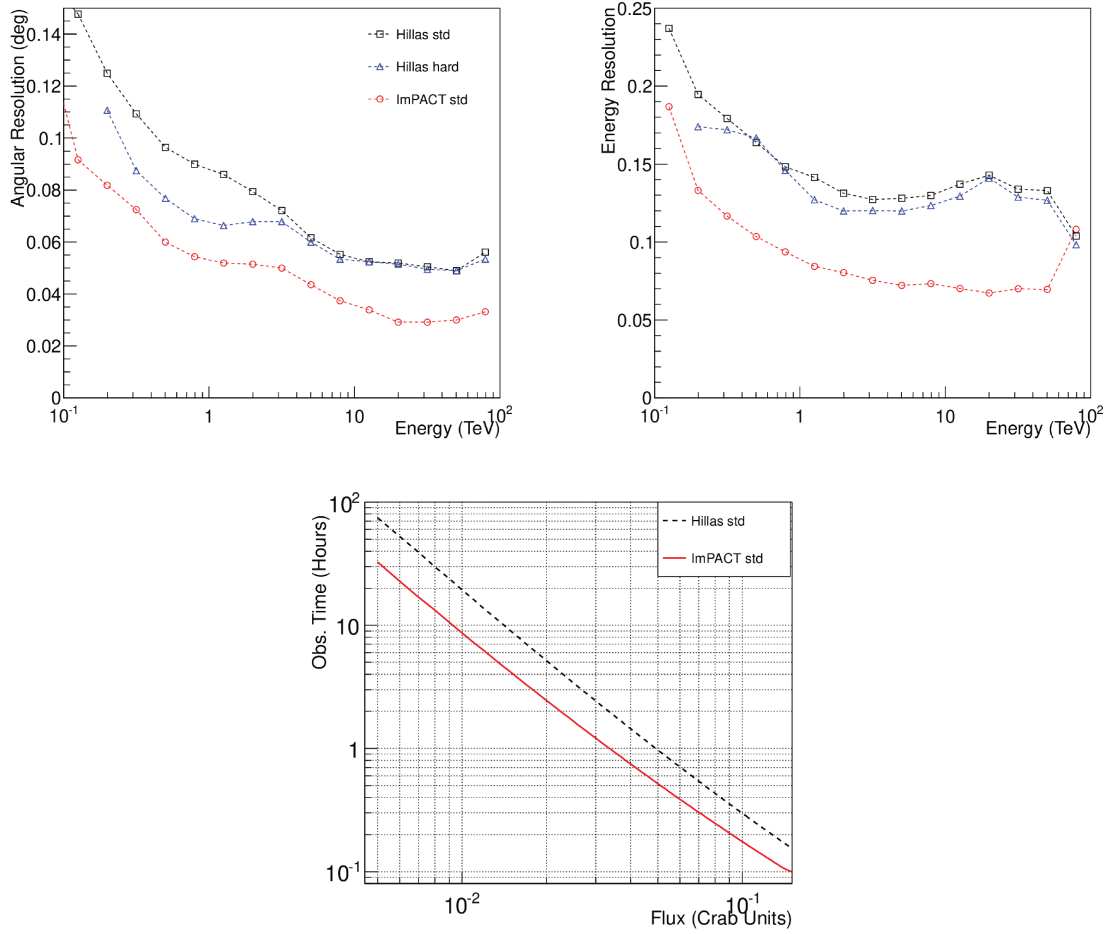 Angular Resolution (deg)
0.14
0.12
0.1
0.08
0.06
0.04
0.02
0
10^-1
1
10
10^2
Energy (TeV)
Hillas std
Hillas hard
ImPACT std
Energy Resolution
0.25
0.2
0.15
0.1
0.05
0
10^-1
1
10
10^2
Energy (TeV)
Obs. Time (Hours)
10^2
10
1
10^-1
10^-2
10^-1
Flux (Crab Units)
Hillas std
ImPACT std